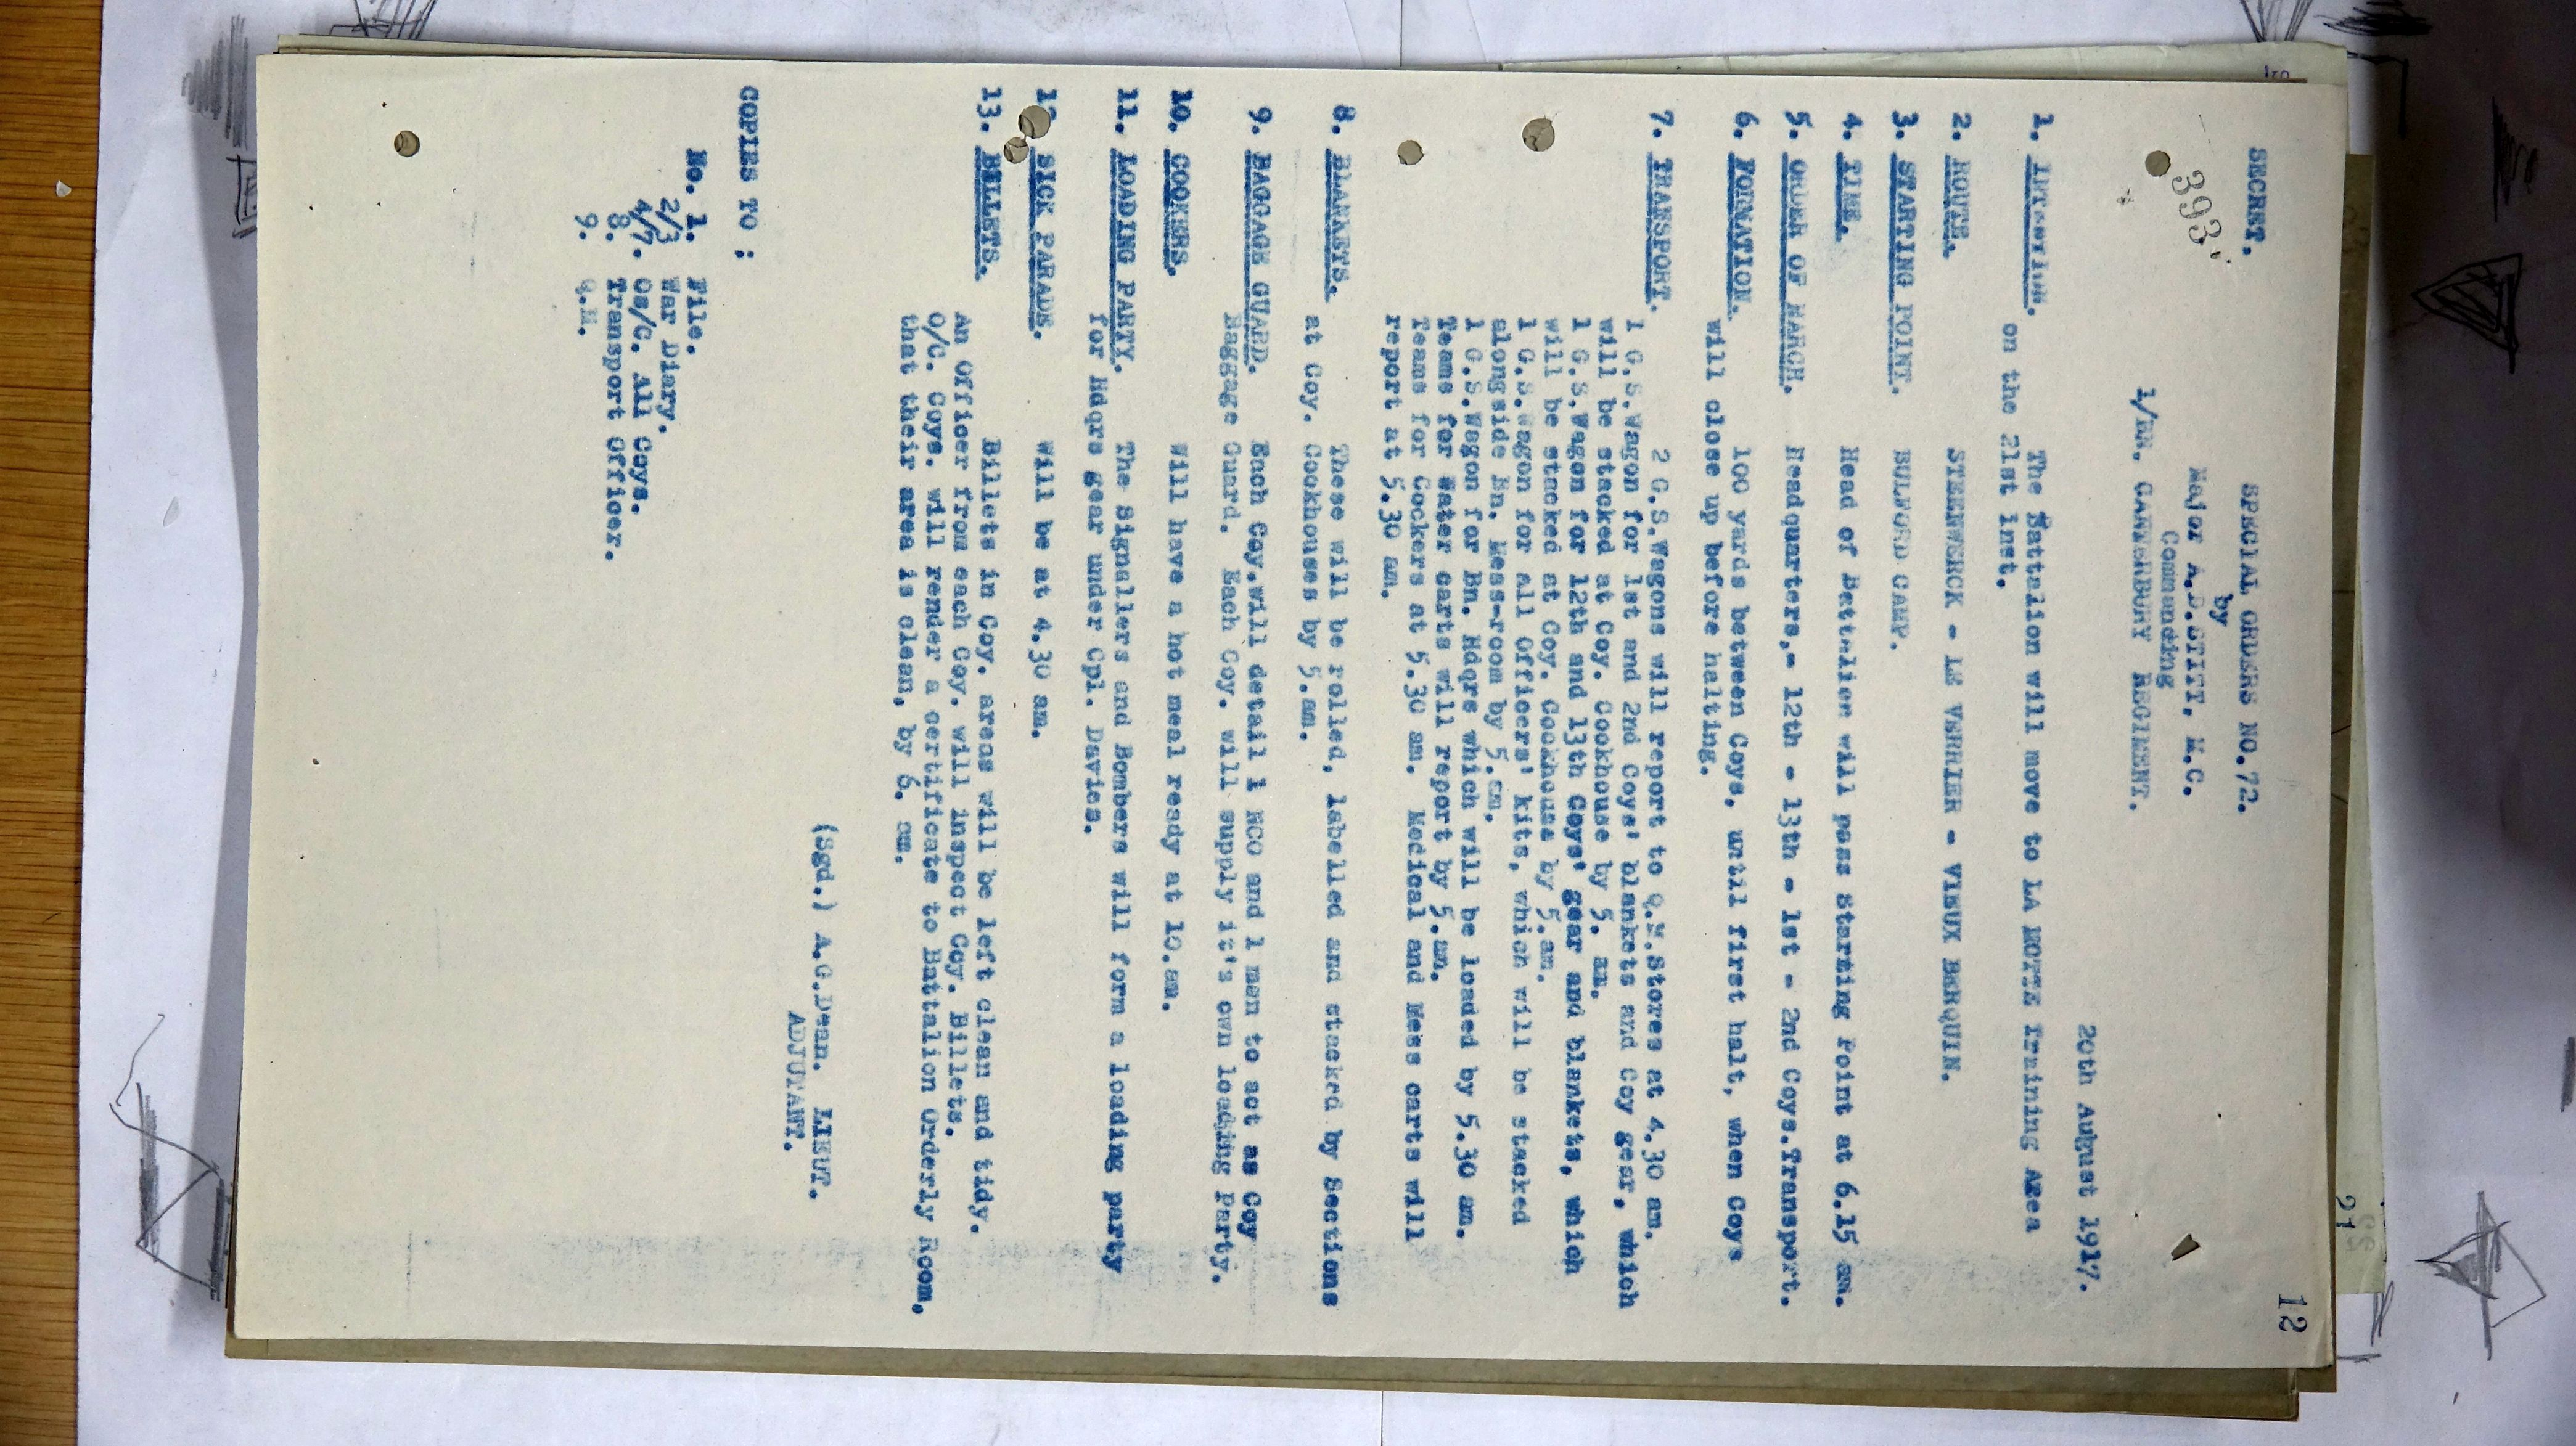 12
SECRET.
393
SPECIAL ORDERS NO.72.
by
Major A.D.STITT, M.C.
Commanding
1/BN. CANTERBURY REGIMENT.
20th August 1917.
1. INTention. The Battalion will move to LA MOTTE Training Area
on the 21st inst.
2. ROUTE. STEENWERCK - LE VERRIER - VIEUX BERQUIN.
3. STARTING POINT. BULFORD CAMP.
4. TIME. Head of Battalion will pass Starting Point at 6.15 am.
5. ORDER OF MARCH. Headquarters,- 12th - 13th - 1st - 2nd Coys.Transport.
6. FORMATION. 100 yards between Coys, until first halt, when Coys
will close up before halting.
7. TRANSPORT. 2 G.S.Wagons will report to Q.M.Stores at 4.30 am.
1 G.S.Wagon for 1st and 2nd Coys' blankets and Coy gear, which
will be stacked at Coy. Cookhouse by 5. am.
1 G.S.Wagon for 12th and 13th Coys' gear and blankets, which
will be stacked at Coy. Cookhouse by 5.am.
1 G.S.Wagon for all Officers' kits, which will be stacked
alongside Bn. Mess-room by 5.am.
1 G.S.Wagon for Bn. Hdqrs which will be loaded by 5.30 am.
Teams for Water carts will report by 5.am.
Teams for Cockers at 5.30 am. Medical and Mess carts will
report at 5.30 am.
8. BLANKETS. These will be rolled, labelled and stacked by Sections
at Coy. Cookhouses by 5.am.
9. BAGGAGE GUARD. Each Coy.will detail 1 NCO and 1 man to act as Coy
Baggage Guard. Each Coy. will supply it's own loading Party.
10. COOKERS. Will have a hot meal ready at 10.am.
11. LOADING PARTY. The Signallers and Bombers will form a loading party
for Hdqrs gear under Cpl. Davies.
12 SICK PARADE. Will be at 4.30 am.
13. BILLETS. Billets in Coy. areas will be left clean and tidy.
An Officer from each Coy. will inspect Coy. Billets.
O/C. Coys. will render a certificate to Battalion Orderly Room,
that their area is clean, by 6. am.
(Sgd.) A.G.Dean. LIEUT.
ADJUTANT.
COPIES TO :
No. 1. File.
2/3 War Diary.
4/7. Os/C. All Coys.
8. Transport Officer.
9. Q.M.
21